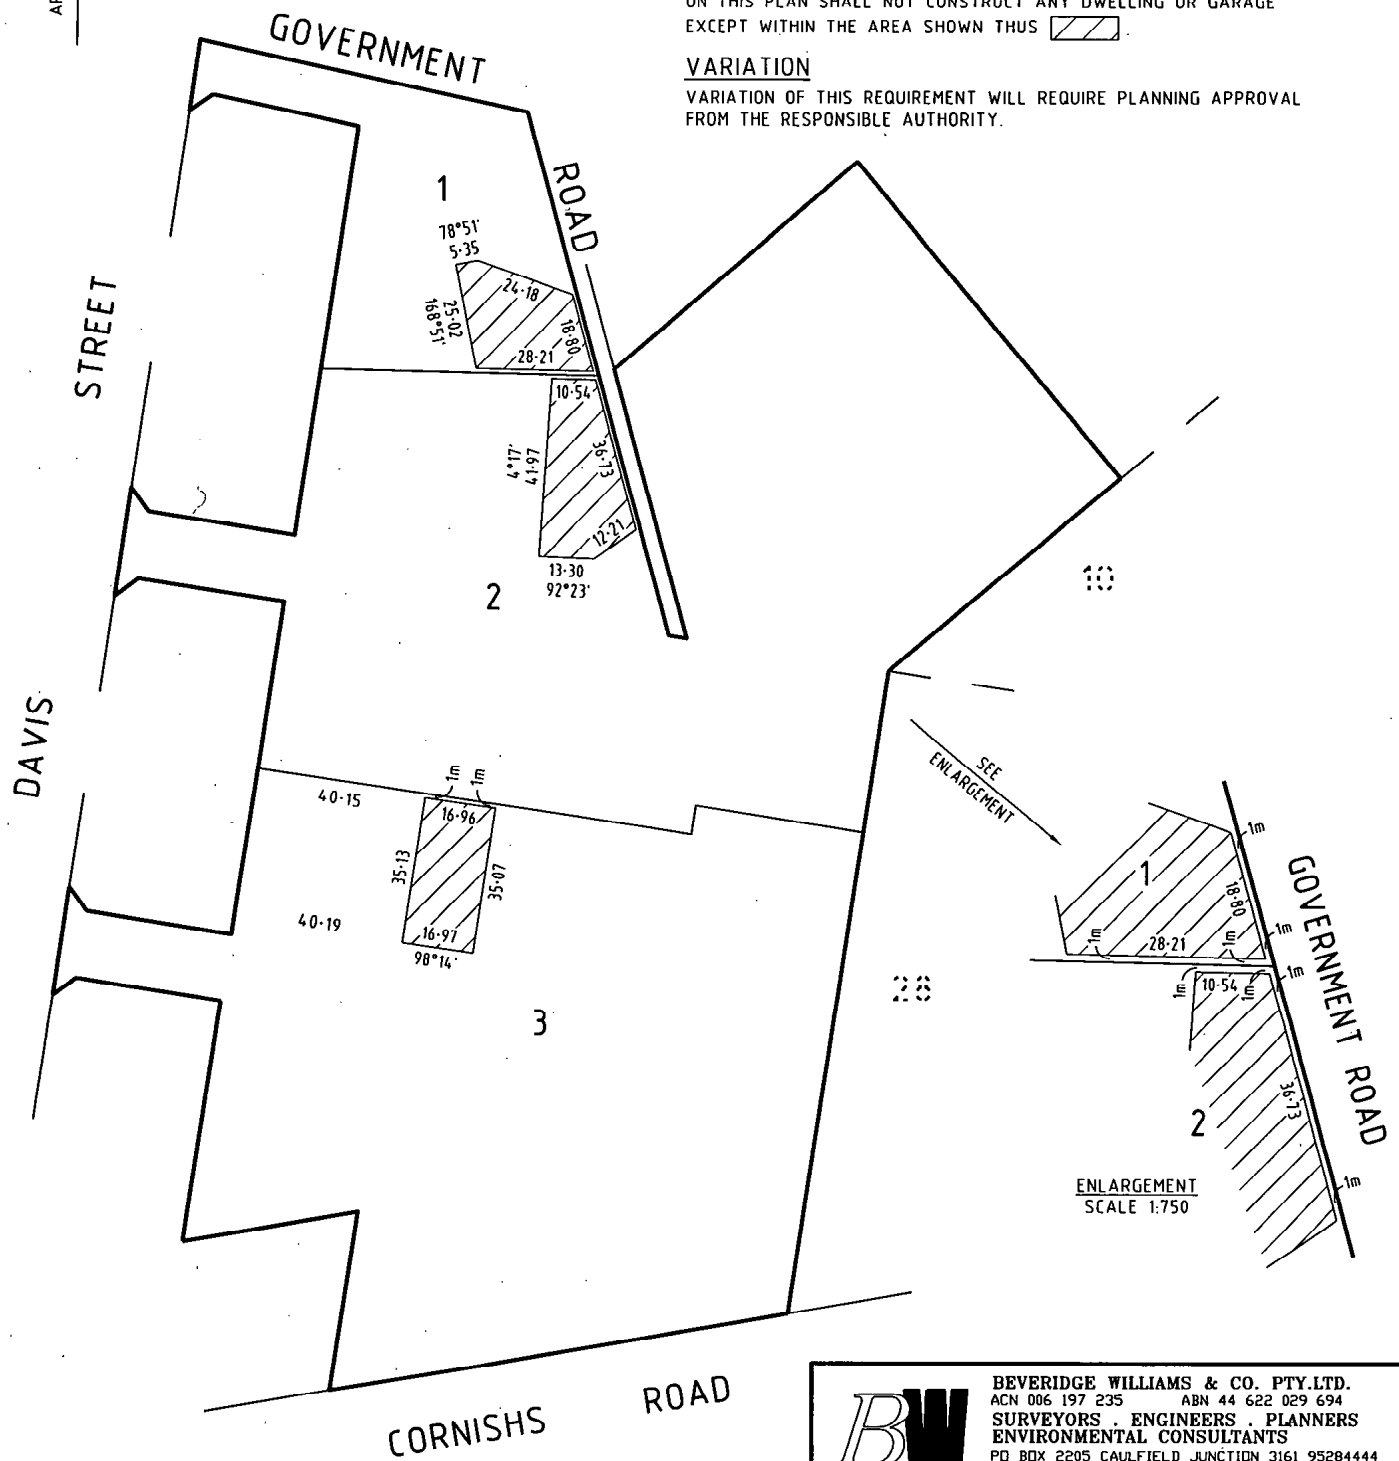 ON THIS PLAN SHALL NOT CONSTRUCT ANY DWELLING OR GARAGE
EXCEPT WITHIN THE AREA SHOWN THUS
VARIATION
VARIATION OF THIS REQUIREMENT WILL REQUIRE PLANNING APPROVAL
FROM THE RESPONSIBLE AUTHORITY.
GOVERNMENT
ROAD
1
78°51'
5·35
24·18
25·02
168°51'
18·80
28·21
STREET
10·54
4°17'
41·97
36·73
12·21
13·30
92°23'
2
10
DAVIS
1m
1m
40·15
16·96
35·13
35·07
40·19
16·97
98°14'
3
28
SEE
ENLARGEMENT
1m
1
18·80
1m
28·21
1m
1m
1m
1m
10·54
1m
GOVERNMENT ROAD
36·73
2
1m
ENLARGEMENT
SCALE 1:750
CORNISHS ROAD
BW
BEVERIDGE WILLIAMS & CO. PTY.LTD.
ACN 006 197 235 ABN 44 622 029 694
SURVEYORS . ENGINEERS . PLANNERS
ENVIRONMENTAL CONSULTANTS
PO BOX 2205 CAULFIELD JUNCTION 3161 95284444